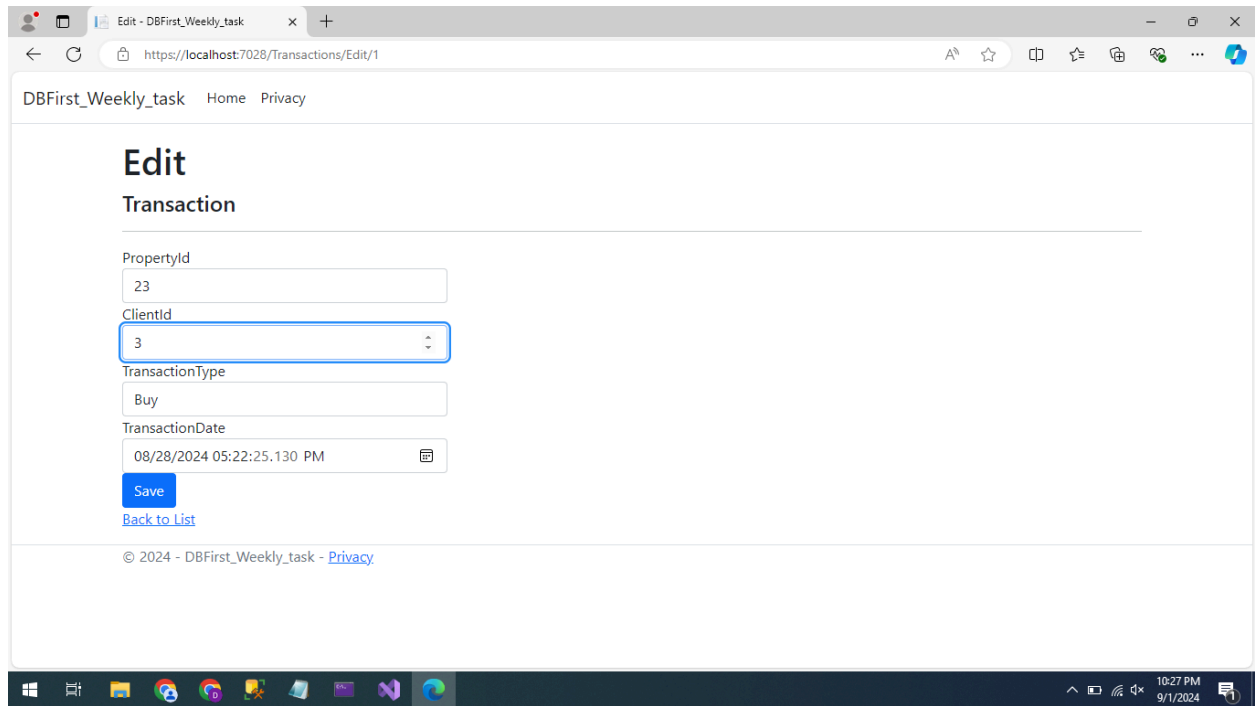 Edit - DBFirst_Weekly_task
https://localhost:7028/Transactions/Edit/1
DBFirst_Weekly_task Home Privacy
Edit
Transaction
PropertyId
23
ClientId
3
TransactionType
Buy
TransactionDate
08/28/2024 05:22:25.130 PM
Save
Back to List
© 2024 - DBFirst_Weekly_task - Privacy
10:27 PM
9/1/2024